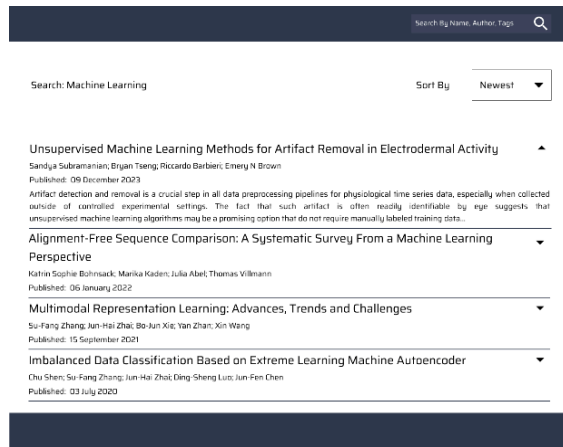 Search By Name, Author, Tags
Search: Machine Learning
Sort By
Newest
Unsupervised Machine Learning Methods for Artifact Removal in Electrodermal Activity
Sandya Subramanian; Bryan Tseng; Riccardo Barbieri; Emery N Brown
Published: 09 December 2023
Artifact detection and removal is a crucial step in all data preprocessing pipelines for physiological time series data, especially when collected
outside of controlled experimental settings. The fact that such artifact is often readily identifiable by eye suggests that
unsupervised machine learning algorithms may be a promising option that do not require manually labeled training data...
Alignment-Free Sequence Comparison: A Systematic Survey From a Machine Learning
Perspective
Katrin Sophie Bohnsack; Marika Kaden; Julia Abel; Thomas Villmann
Published: 06 January 2022
Multimodal Representation Learning: Advances, Trends and Challenges
Su-Fang Zhang; Jun-Hai Zhai; Bo-Jun Xie; Yan Zhan; Xin Wang
Published: 15 September 2021
Imbalanced Data Classification Based on Extreme Learning Machine Autoencoder
Chu Shen; Su-Fang Zhang; Jun-Hai Zhai; Ding-Sheng Luo; Jun-Fen Chen
Published: 03 July 2020